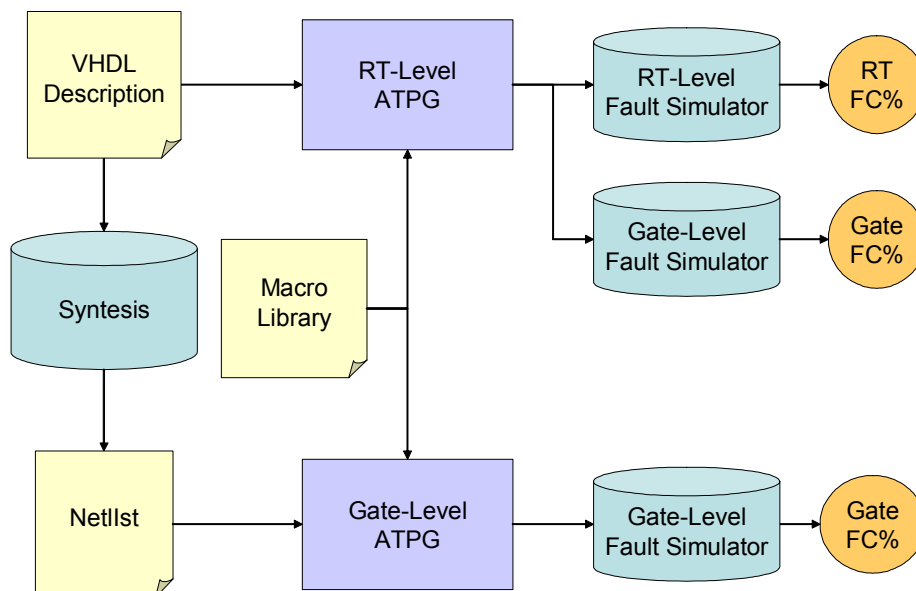 VHDL
Description
RT-Level
ATPG
RT-Level
Fault Simulator
RT
FC%
Gate-Level
Fault Simulator
Gate
FC%
Syntesis
Macro
Library
NetlIst
Gate-Level
ATPG
Gate-Level
Fault Simulator
Gate
FC%